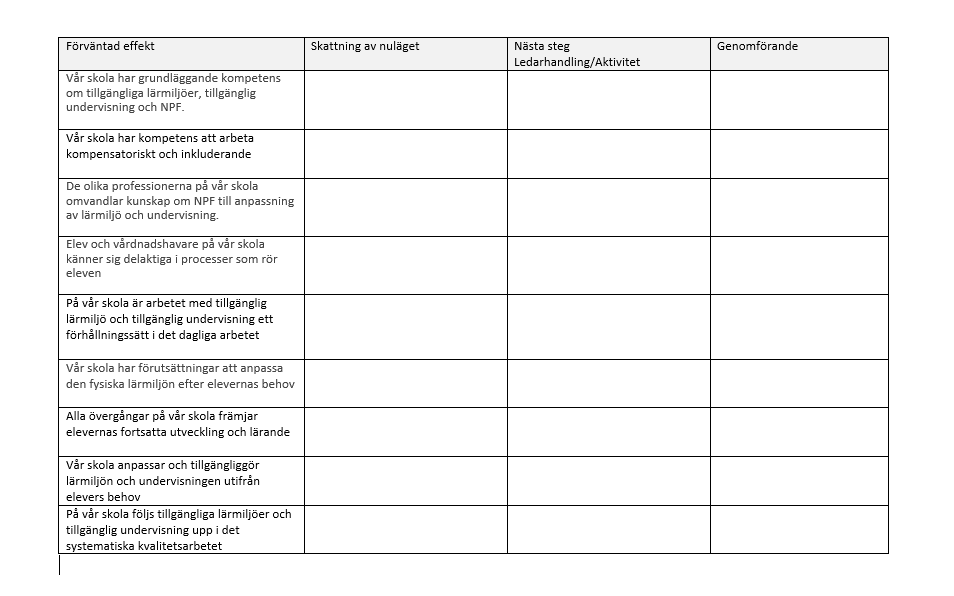 Förväntad effekt
Skattning av nuläget
Nästa steg
Ledarhandling/Aktivitet
Genomförande
Vår skola har grundläggande kompetens
om tillgängliga lärmiljöer, tillgänglig
undervisning och NPF.
Vår skola har kompetens att arbeta
kompensatoriskt och inkluderande
De olika professionerna på vår skola
omvandlar kunskap om NPF till anpassning
av lärmiljö och undervisning.
Elev och vårdnadshavare på vår skola
känner sig delaktiga i processer som rör
eleven
På vår skola är arbetet med tillgänglig
lärmiljö och tillgänglig undervisning ett
förhållningssätt i det dagliga arbetet
Vår skola har förutsättningar att anpassa
den fysiska lärmiljön efter elevernas behov
Alla övergångar på vår skola främjar
elevernas fortsatta utveckling och lärande
Vår skola anpassar och tillgängliggör
lärmiljön och undervisningen utifrån
elevers behov
På vår skola följs tillgängliga lärmiljöer och
tillgänglig undervisning upp i det
systematiska kvalitetsarbetet